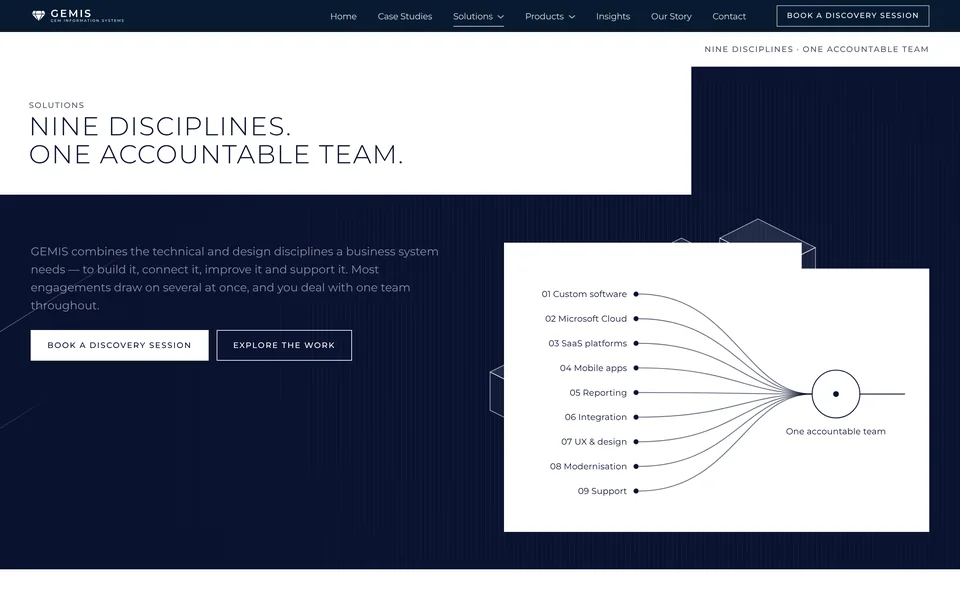 GEMIS
GEM INFORMATION SYSTEMS
Home
Case Studies
Solutions
Products
Insights
Our Story
Contact
BOOK A DISCOVERY SESSION
NINE DISCIPLINES · ONE ACCOUNTABLE TEAM
SOLUTIONS
NINE DISCIPLINES.
ONE ACCOUNTABLE TEAM.
GEMIS combines the technical and design disciplines a business system
needs — to build it, connect it, improve it and support it. Most
engagements draw on several at once, and you deal with one team
throughout.
BOOK A DISCOVERY SESSION
EXPLORE THE WORK
01 Custom software
02 Microsoft Cloud
03 SaaS platforms
04 Mobile apps
05 Reporting
06 Integration
07 UX & design
08 Modernisation
09 Support
One accountable team